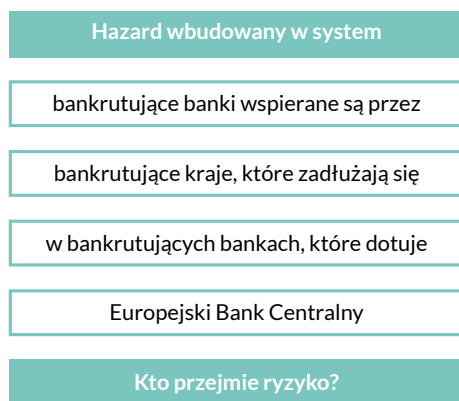 Hazard wbudowany w system
bankrutujące banki wspierane są przez
bankrutujące kraje, które zadłużają się
w bankrutujących bankach, które dotuje
Europejski Bank Centralny
Kto przejmie ryzyko?